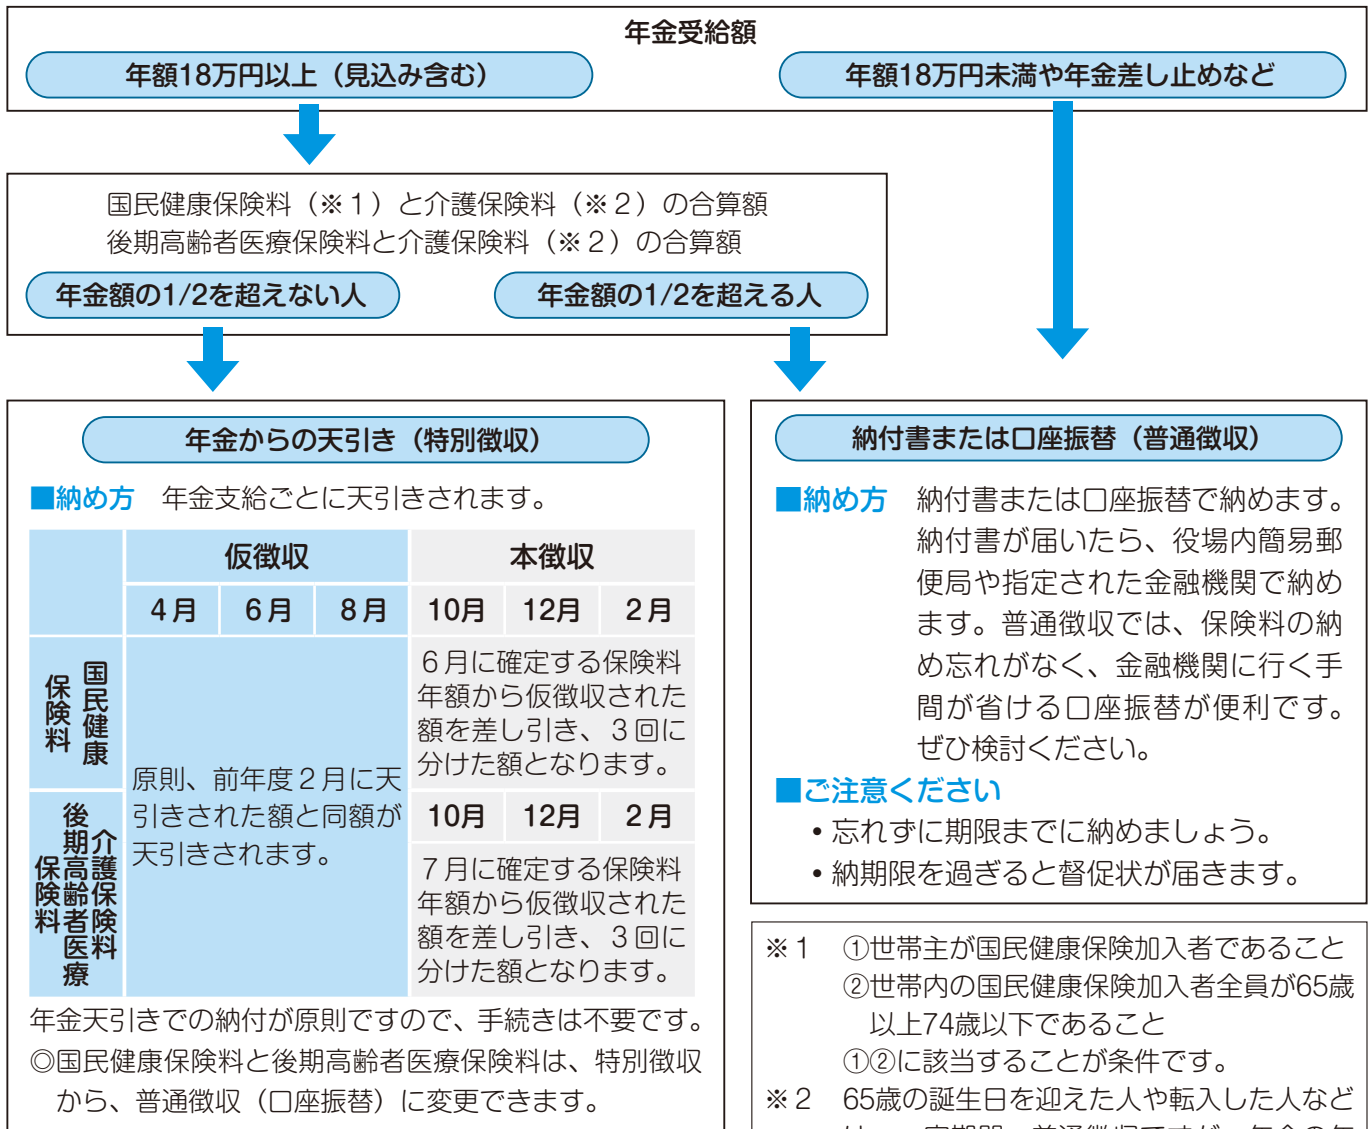 年金受給額
年額18万円以上（見込み含む）
年額18万円未満や年金差し止めなど
国民健康保険料（※１）と介護保険料（※２）の合算額
後期高齢者医療保険料と介護保険料（※２）の合算額
年金額の1/2を超えない人
年金額の1/2を超える人
年金からの天引き（特別徴収）
■納め方　年金支給ごとに天引きされます。
仮徴収
本徴収
4月 6月 8月 10月 12月 2月
国民健康
保険料
原則、前年度２月に天
引きされた額と同額が
天引きされます。
６月に確定する保険料
年額から仮徴収された
額を差し引き、３回に
分けた額となります。
介護保険料
後期高齢者医療
保険料
10月 12月 2月
７月に確定する保険料
年額から仮徴収された
額を差し引き、３回に
分けた額となります。
年金天引きでの納付が原則ですので、手続きは不要です。
◎国民健康保険料と後期高齢者医療保険料は、特別徴収
から、普通徴収（口座振替）に変更できます。
納付書または口座振替（普通徴収）
■納め方　納付書または口座振替で納めます。
納付書が届いたら、役場内簡易郵
便局や指定された金融機関で納め
ます。普通徴収では、保険料の納
め忘れがなく、金融機関に行く手
間が省ける口座振替が便利です。
ぜひ検討ください。
■ご注意ください
・忘れずに期限までに納めましょう。
・納期限を過ぎると督促状が届きます。
※１　①世帯主が国民健康保険加入者であること
②世帯内の国民健康保険加入者全員が65歳
以上74歳以下であること
①②に該当することが条件です。
※２　65歳の誕生日を迎えた人や転入した人など